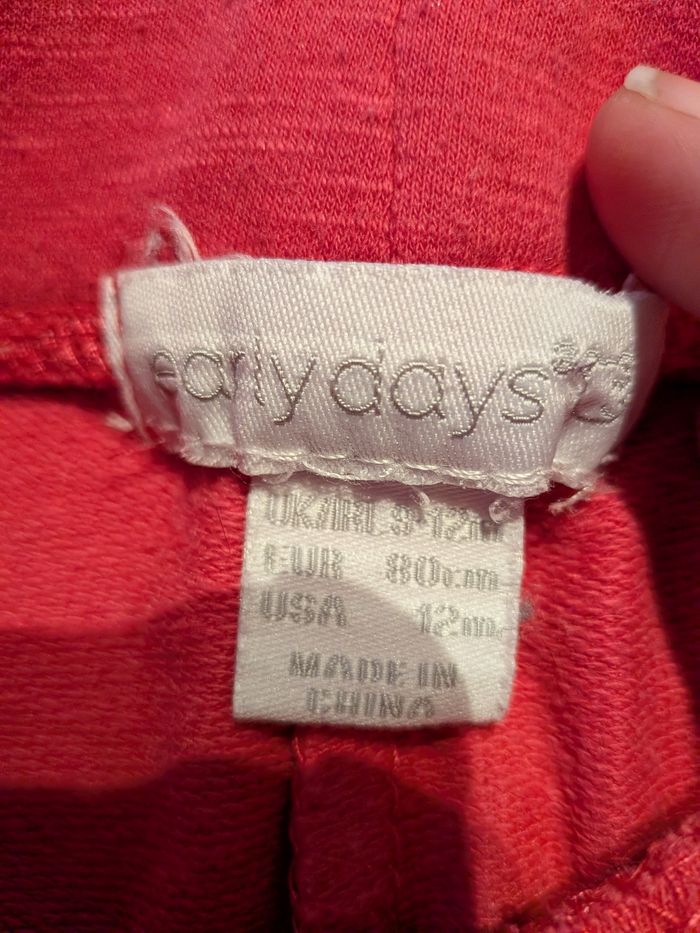 early days
UK/IRL 9-12m
EUR 80cm
USA 12m
MADE IN
CHINA